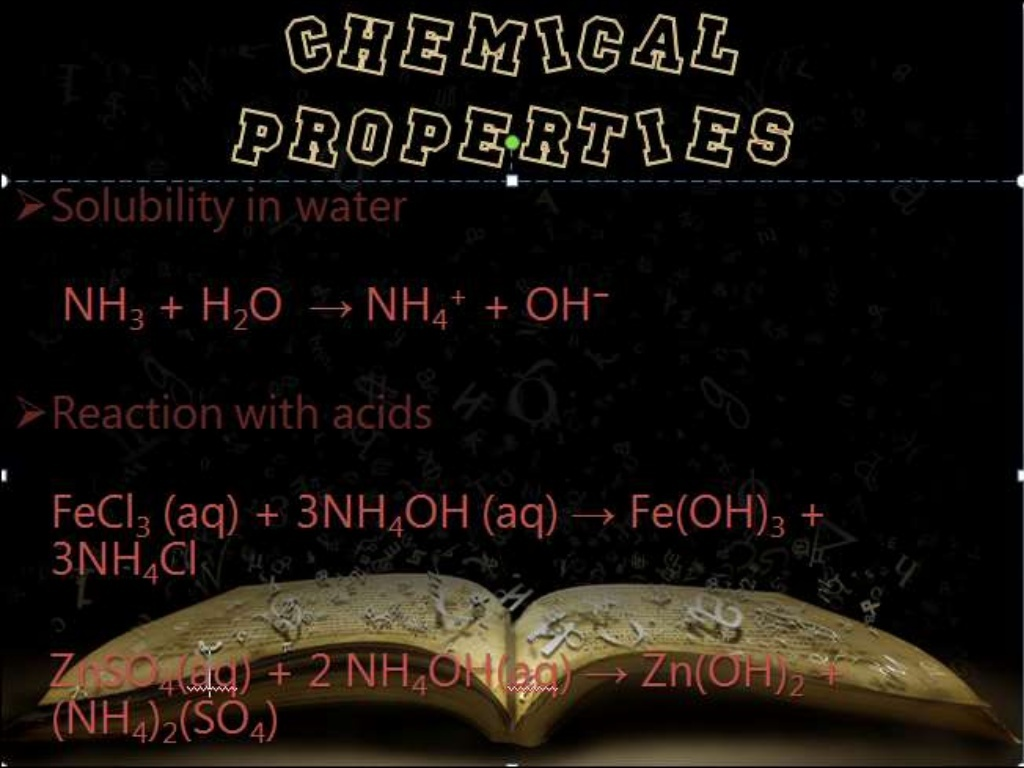 CHEMICAL
PROPERTIES
➢Solubility in water
NH₃ + H₂O → NH₄⁺ + OH⁻
➢Reaction with acids
FeCl₃ (aq) + 3NH₄OH (aq) → Fe(OH)₃ +
3NH₄Cl
ZnSO₄(aq) + 2 NH₄OH(aq) → Zn(OH)₂ +
(NH₄)₂(SO₄)